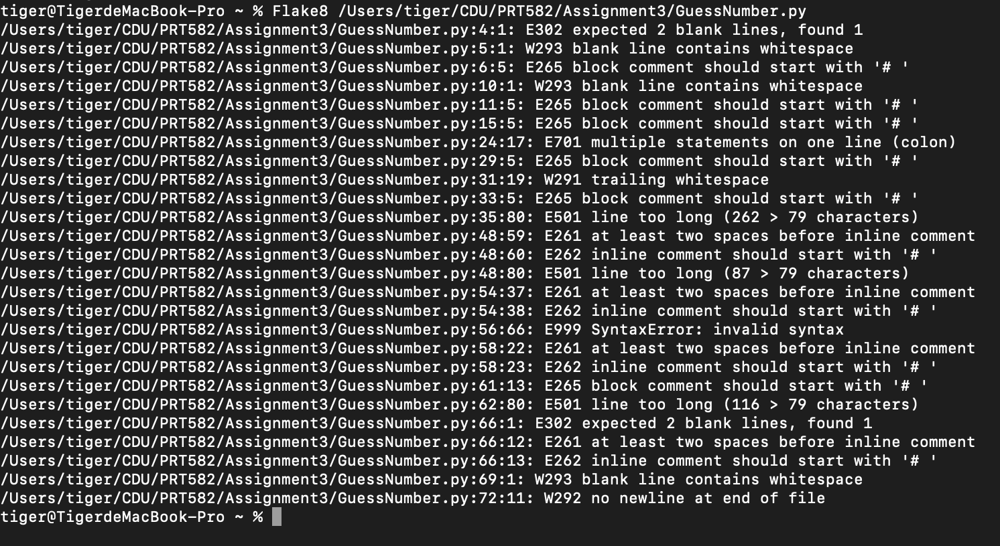 tiger@TigerdeMacBook-Pro ~ % Flake8 /Users/tiger/CDU/PRT582/Assignment3/GuessNumber.py
/Users/tiger/CDU/PRT582/Assignment3/GuessNumber.py:4:1: E302 expected 2 blank lines, found 1
/Users/tiger/CDU/PRT582/Assignment3/GuessNumber.py:5:1: W293 blank line contains whitespace
/Users/tiger/CDU/PRT582/Assignment3/GuessNumber.py:6:5: E265 block comment should start with '# '
/Users/tiger/CDU/PRT582/Assignment3/GuessNumber.py:10:1: W293 blank line contains whitespace
/Users/tiger/CDU/PRT582/Assignment3/GuessNumber.py:11:5: E265 block comment should start with '# '
/Users/tiger/CDU/PRT582/Assignment3/GuessNumber.py:15:5: E265 block comment should start with '# '
/Users/tiger/CDU/PRT582/Assignment3/GuessNumber.py:24:17: E701 multiple statements on one line (colon)
/Users/tiger/CDU/PRT582/Assignment3/GuessNumber.py:29:5: E265 block comment should start with '# '
/Users/tiger/CDU/PRT582/Assignment3/GuessNumber.py:31:19: W291 trailing whitespace
/Users/tiger/CDU/PRT582/Assignment3/GuessNumber.py:33:5: E265 block comment should start with '# '
/Users/tiger/CDU/PRT582/Assignment3/GuessNumber.py:35:80: E501 line too long (262 > 79 characters)
/Users/tiger/CDU/PRT582/Assignment3/GuessNumber.py:48:59: E261 at least two spaces before inline comment
/Users/tiger/CDU/PRT582/Assignment3/GuessNumber.py:48:60: E262 inline comment should start with '# '
/Users/tiger/CDU/PRT582/Assignment3/GuessNumber.py:48:80: E501 line too long (87 > 79 characters)
/Users/tiger/CDU/PRT582/Assignment3/GuessNumber.py:54:37: E261 at least two spaces before inline comment
/Users/tiger/CDU/PRT582/Assignment3/GuessNumber.py:54:38: E262 inline comment should start with '# '
/Users/tiger/CDU/PRT582/Assignment3/GuessNumber.py:56:66: E999 SyntaxError: invalid syntax
/Users/tiger/CDU/PRT582/Assignment3/GuessNumber.py:58:22: E261 at least two spaces before inline comment
/Users/tiger/CDU/PRT582/Assignment3/GuessNumber.py:58:23: E262 inline comment should start with '# '
/Users/tiger/CDU/PRT582/Assignment3/GuessNumber.py:61:13: E265 block comment should start with '# '
/Users/tiger/CDU/PRT582/Assignment3/GuessNumber.py:62:80: E501 line too long (116 > 79 characters)
/Users/tiger/CDU/PRT582/Assignment3/GuessNumber.py:66:1: E302 expected 2 blank lines, found 1
/Users/tiger/CDU/PRT582/Assignment3/GuessNumber.py:66:12: E261 at least two spaces before inline comment
/Users/tiger/CDU/PRT582/Assignment3/GuessNumber.py:66:13: E262 inline comment should start with '# '
/Users/tiger/CDU/PRT582/Assignment3/GuessNumber.py:69:1: W293 blank line contains whitespace
/Users/tiger/CDU/PRT582/Assignment3/GuessNumber.py:72:11: W292 no newline at end of file
tiger@TigerdeMacBook-Pro ~ %